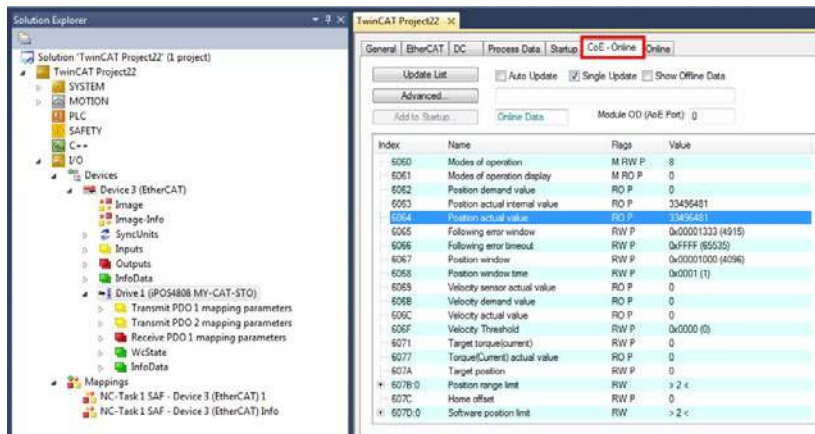 Solution Explorer
Solution 'TwinCAT Project22' (1 project)
TwinCAT Project22
SYSTEM
MOTION
PLC
SAFETY
C++
I/O
Devices
Device 3 (EtherCAT)
Image
Image-Info
SyncUnits
Inputs
Outputs
InfoData
Drive 1 (iPOS4808 MY-CAT-STO)
Transmit PDO 1 mapping parameters
Transmit PDO 2 mapping parameters
Receive PDO 1 mapping parameters
WcState
InfoData
Mappings
NC-Task 1 SAF - Device 3 (EtherCAT) 1
NC-Task 1 SAF - Device 3 (EtherCAT) Info
TwinCAT Project22
General EtherCAT DC Process Data Startup CoE - Online Online
Update List Auto Update Single Update Show Offline Data
Advanced...
Add to Startup... Online Data Module OD (AoE Port): 0
Index Name Flags Value
6060 Modes of operation M RW P 8
6061 Modes of operation display M RO P 0
6062 Position demand value RO P 0
6063 Position actual internal value RO P 33496481
6064 Position actual value RO P 33496481
6065 Following error window RW P 0x00001333 (4915)
6066 Following error timeout RW P 0xFFFF (65535)
6067 Position window RW P 0x00001000 (4096)
6068 Position window time RW P 0x0001 (1)
6069 Velocity sensor actual value RO P 0
606B Velocity demand value RO P 0
606C Velocity actual value RO P 0
606F Velocity Threshold RW P 0x0000 (0)
6071 Target torque(current) RW P 0
6077 Torque(Current) actual value RO P 0
607A Target position RW P 0
607B:0 Position range limit RW > 2 <
607C Home offset RW P 0
607D:0 Software position limit RW > 2 <